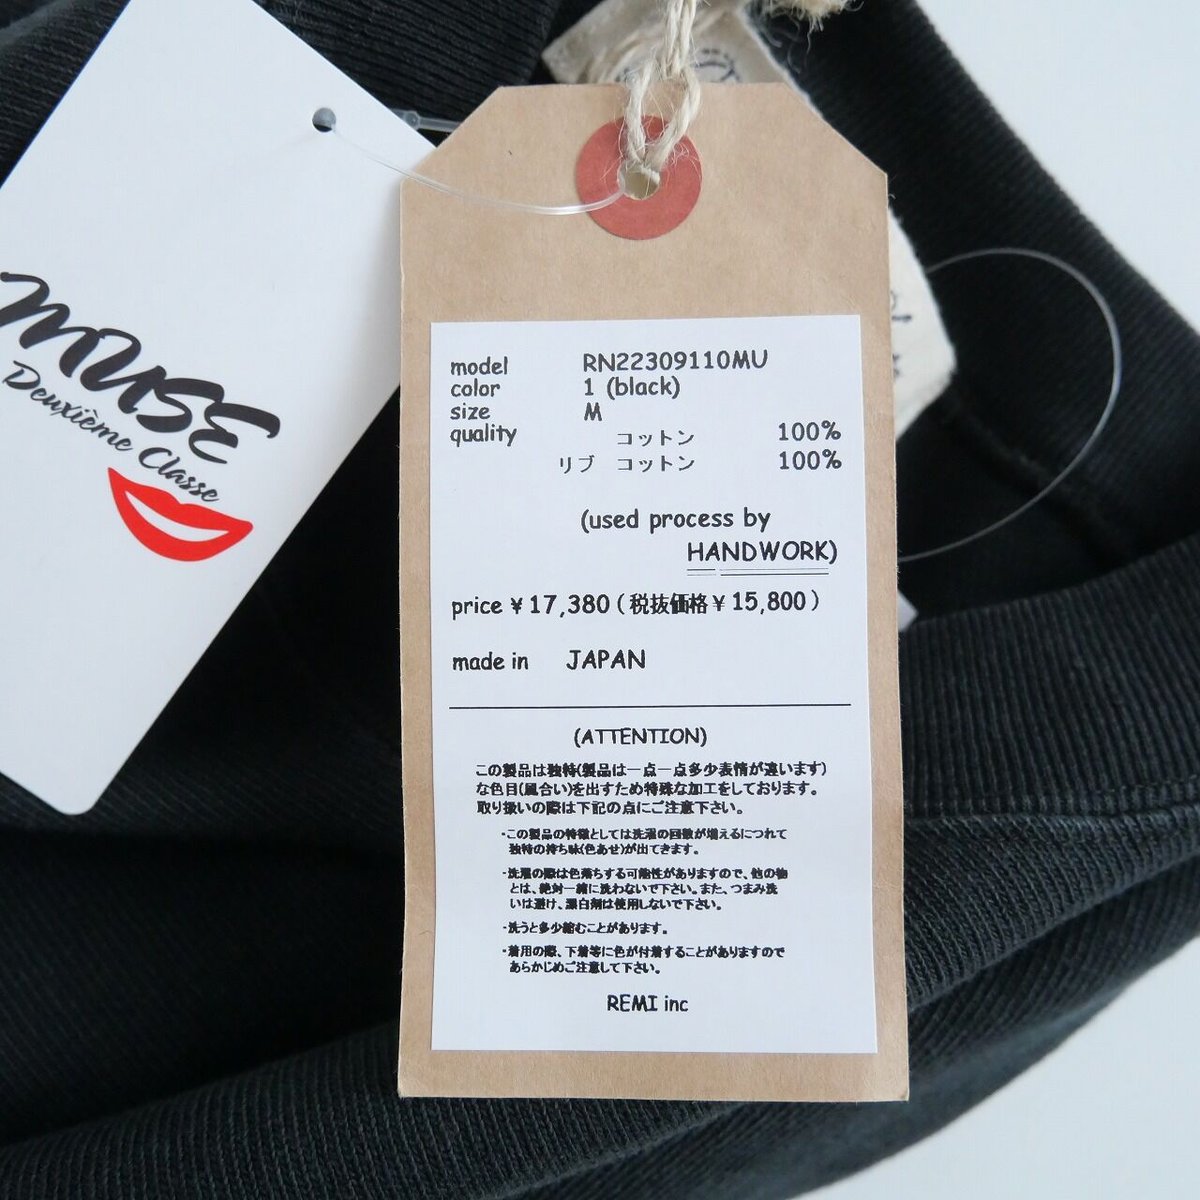 MUSE
Deuxième Classe
model RN22309110MU
color 1 (black)
size M
quality コットン 100%
リブ コットン 100%
(used process by
HANDWORK)
price ¥17,380(税抜価格¥15,800)
made in JAPAN
(ATTENTION)
この製品は独特(製品は一点一点多少表情が違います)
な色目(風合い)を出すため特殊な加工をしております。
取り扱いの際は下記の点にご注意下さい。
・この製品の特徴としては洗濯の回数が増えるにつれて
独特の持ち味(色あせ)が出てきます。
・洗濯の際は色落ちする可能性がありますので、他の物
とは、絶対一緒に洗わないで下さい。また、つまみ洗
いは避け、漂白剤は使用しないで下さい。
・洗うと多少縮むことがあります。
・着用の際、下着等に色が付着することがありますので
あらかじめご注意して下さい。
REMI inc